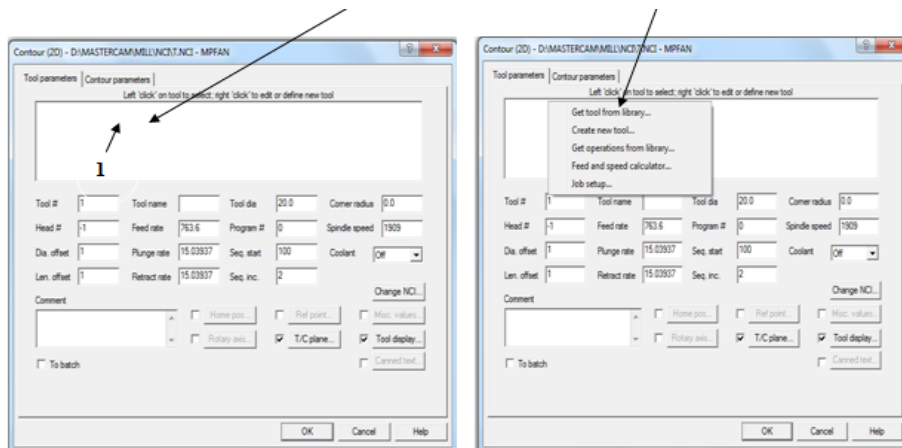 Contour (2D) - D:\MASTERCAM\MILL\NCI\T.NCI - MPFAN
Tool parameters Contour parameters
Left 'click' on tool to select; right 'click' to edit or define new tool
1
Tool # 1 Tool name Tool dia 20.0 Corner radius 0.0
Head # -1 Feed rate 763.6 Program # 0 Spindle speed 1909
Dia. offset 1 Plunge rate 15.03937 Seq. start 100 Coolant Off
Len. offset 1 Retract rate 15.03937 Seq. inc. 2
Change NCI...
Comment
Home pos... Ref point... Misc. values...
Rotary axis... T/C plane... Tool display...
To batch Canned text...
OK Cancel Help
Contour (2D) - D:\MASTERCAM\MILL\NCI\T.NCI - MPFAN
Tool parameters Contour parameters
Left 'click' on tool to select; right 'click' to edit or define new tool
Get tool from library...
Create new tool...
Get operations from library...
Feed and speed calculator...
Job setup...
Tool # 1 Tool name Tool dia 20.0 Corner radius 0.0
Head # -1 Feed rate 763.6 Program # 0 Spindle speed 1909
Dia. offset 1 Plunge rate 15.03937 Seq. start 100 Coolant Off
Len. offset 1 Retract rate 15.03937 Seq. inc. 2
Change NCI...
Comment
Home pos... Ref point... Misc. values...
Rotary axis... T/C plane... Tool display...
To batch Canned text...
OK Cancel Help